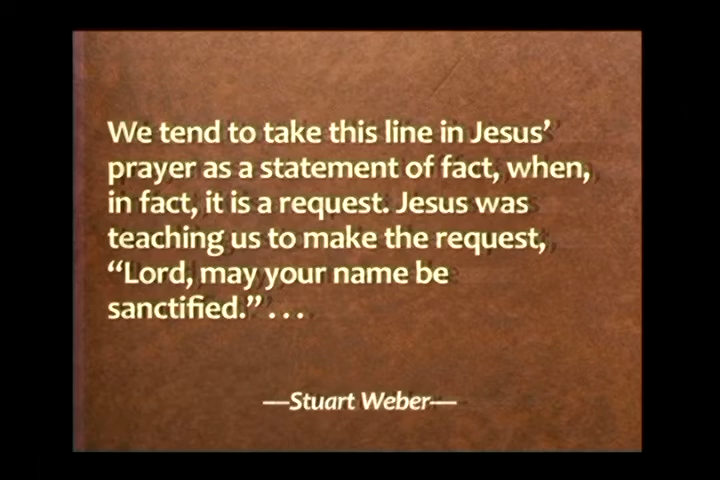 We tend to take this line in Jesus’
prayer as a statement of fact, when,
in fact, it is a request. Jesus was
teaching us to make the request,
“Lord, may your name be
sanctified.” . . .
—Stuart Weber—